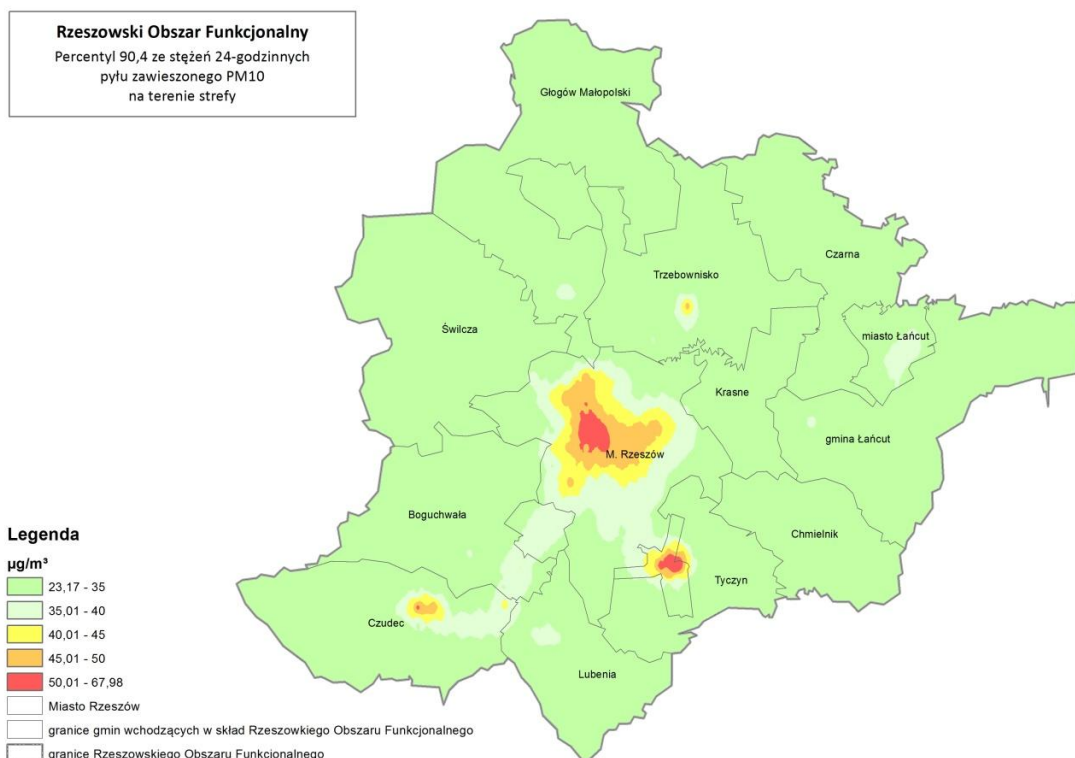 Rzeszowski Obszar Funkcjonalny
Percentyl 90,4 ze stężeń 24-godzinnych
pyłu zawieszonego PM10
na terenie strefy
Głogów Małopolski
Czarna
Trzebownisko
Świlcza
miasto Łańcut
Krasne
gmina Łańcut
M. Rzeszów
Boguchwała
Chmielnik
Tyczyn
Czudec
Lubenia
Legenda
µg/m³
23,17 - 35
35,01 - 40
40,01 - 45
45,01 - 50
50,01 - 67,98
Miasto Rzeszów
granice gmin wchodzących w skład Rzeszowkiego Obszaru Funkcjonalnego
granice Rzeszowskiego Obszaru Funkcjonalnego